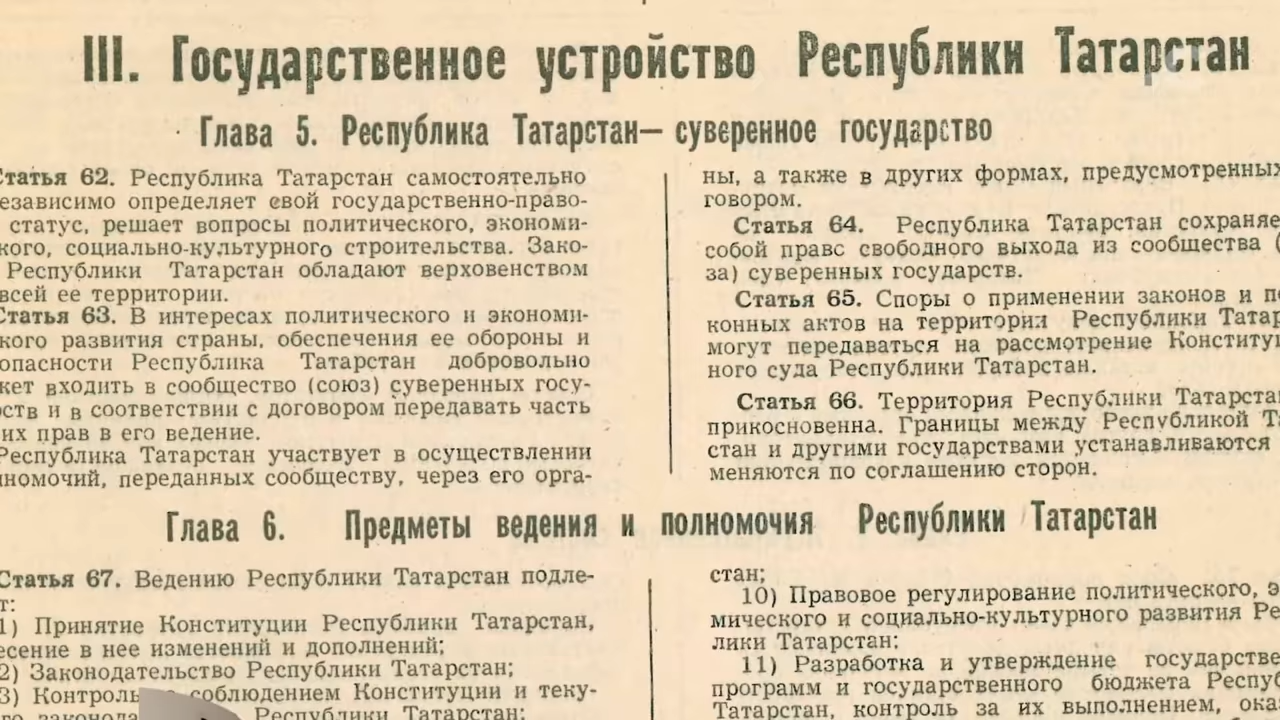 III. Государственное устройство Республики Татарстан
Глава 5. Республика Татарстан— суверенное государство
Статья 62. Республика Татарстан самостоятельно
езависимо определяет свой государственно-право-
статус, решает вопросы политического, экономи-
кого, социально-культурного строительства. Зако-
Республики Татарстан обладают верховенством
всей ее территории.
Статья 63. В интересах политического и экономи-
кого развития страны, обеспечения ее обороны и
опасности Республика Татарстан добровольно
жет входить в сообщество (союз) суверенных госу-
рств и в соответствии с договором передавать часть
их прав в его ведение.
Республика Татарстан участвует в осуществлении
лномочий, переданных сообществу, через его орга-
ны, а также в других формах, предусмотренных
говором.
Статья 64. Республика Татарстан сохраняе
собой правс свободного выхода из сообщества (
за) суверенных государств.
Статья 65. Споры о применении законов и по
конных актов на территории Республики Татар
могут передаваться на рассмотрение Конститу
ного суда Республики Татарстан.
Статья 66. Территория Республики Татарста
прикосновенна. Границы между Республикой Та
стан и другими государствами устанавливаются
меняются по соглашению сторон.
Глава 6. Предметы ведения и полномочия Республики Татарстан
Статья 67. Ведению Республики Татарстан подле-
т:
1) Принятие Конституции Республики Татарстан,
есение в нее изменений и дополнений;
2) Законодательство Республики Татарстан;
3) Контроль соблюдением Конституции и теку-
го законода Республики Татарстан;
стан;
10) Правовое регулирование политического, э
мического и социально-культурного развития Ре
лики Татарстан:
11) Разработка и утверждение государстве
программ и государственного бюджета Респуб
Татарстан, контроль за их выполнением, ока